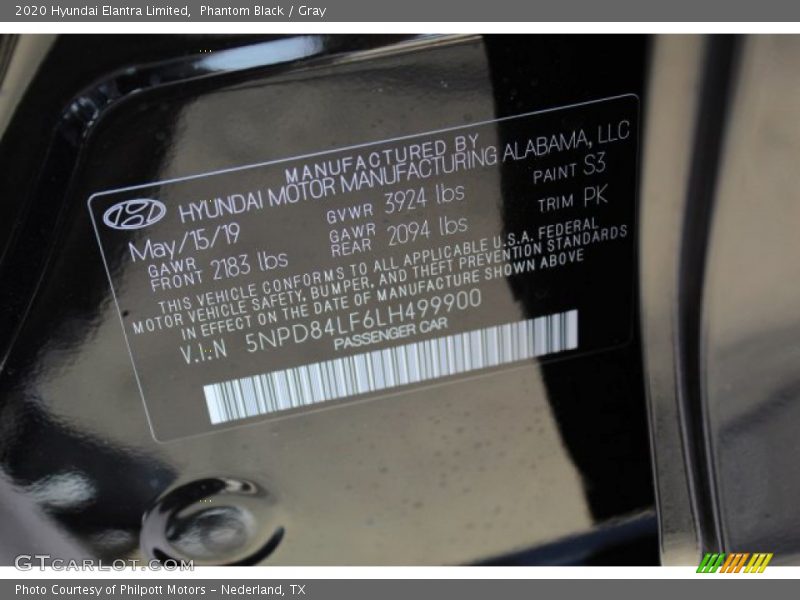 2020 Hyundai Elantra Limited, Phantom Black / Gray
MANUFACTURED BY
HYUNDAI MOTOR MANUFACTURING ALABAMA, LLC
May/15/19 GVWR 3924 lbs PAINT S3
GAWR FRONT 2183 lbs GAWR REAR 2094 lbs TRIM PK
THIS VEHICLE CONFORMS TO ALL APPLICABLE U.S.A. FEDERAL
MOTOR VEHICLE SAFETY, BUMPER, AND THEFT PREVENTION STANDARDS
IN EFFECT ON THE DATE OF MANUFACTURE SHOWN ABOVE
V.I.N 5NPD84LF6LH499900
PASSENGER CAR
GTCARLOT.COM
Photo Courtesy of Philpott Motors - Nederland, TX